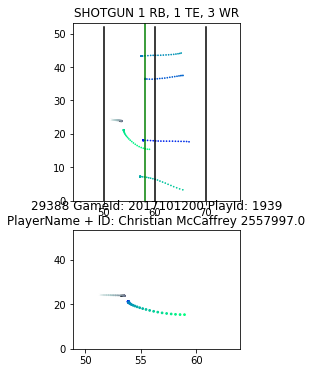 SHOTGUN 1 RB, 1 TE, 3 WR
50
40
30
20
10
0
50 60 70
29388 GameId: 2017101200 PlayId: 1939
PlayerName + ID: Christian McCaffrey 2557997.0
40
20
0
50 55 60